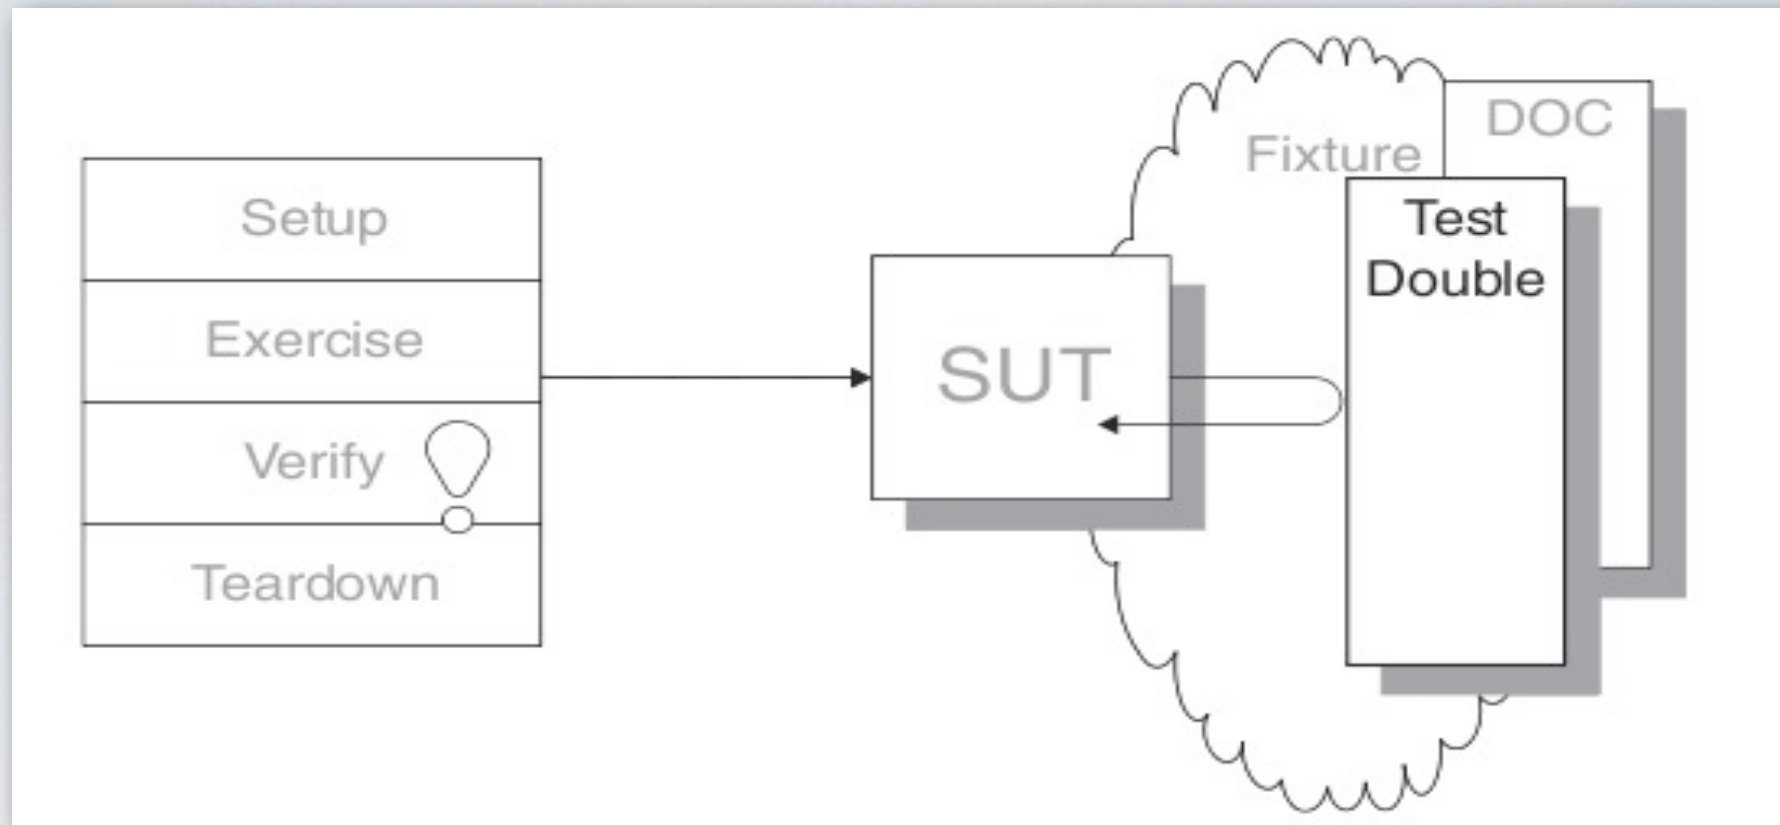 Setup
Exercise
Verify
Teardown
SUT
Fixture
DOC
Test
Double